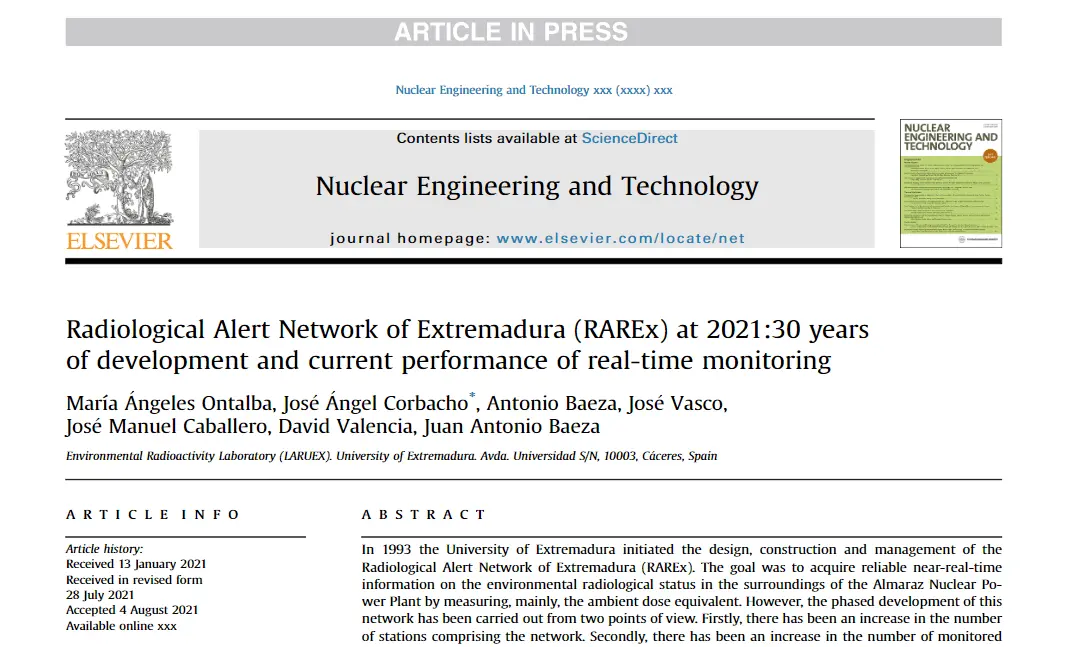 ARTICLE IN PRESS
Nuclear Engineering and Technology xxx (xxxx) xxx
Contents lists available at ScienceDirect
Nuclear Engineering and Technology
journal homepage: www.elsevier.com/locate/net
ELSEVIER
NUCLEAR
ENGINEERING AND
TECHNOLOGY
Radiological Alert Network of Extremadura (RAREx) at 2021:30 years
of development and current performance of real-time monitoring
María Ángeles Ontalba, José Ángel Corbacho*, Antonio Baeza, José Vasco,
José Manuel Caballero, David Valencia, Juan Antonio Baeza
Environmental Radioactivity Laboratory (LARUEX). University of Extremadura. Avda. Universidad S/N, 10003, Cáceres, Spain
ARTICLE INFO
Article history:
Received 13 January 2021
Received in revised form
28 July 2021
Accepted 4 August 2021
Available online xxx
ABSTRACT
In 1993 the University of Extremadura initiated the design, construction and management of the
Radiological Alert Network of Extremadura (RAREx). The goal was to acquire reliable near-real-time
information on the environmental radiological status in the surroundings of the Almaraz Nuclear Po-
wer Plant by measuring, mainly, the ambient dose equivalent. However, the phased development of this
network has been carried out from two points of view. Firstly, there has been an increase in the number
of stations comprising the network. Secondly, there has been an increase in the number of monitored